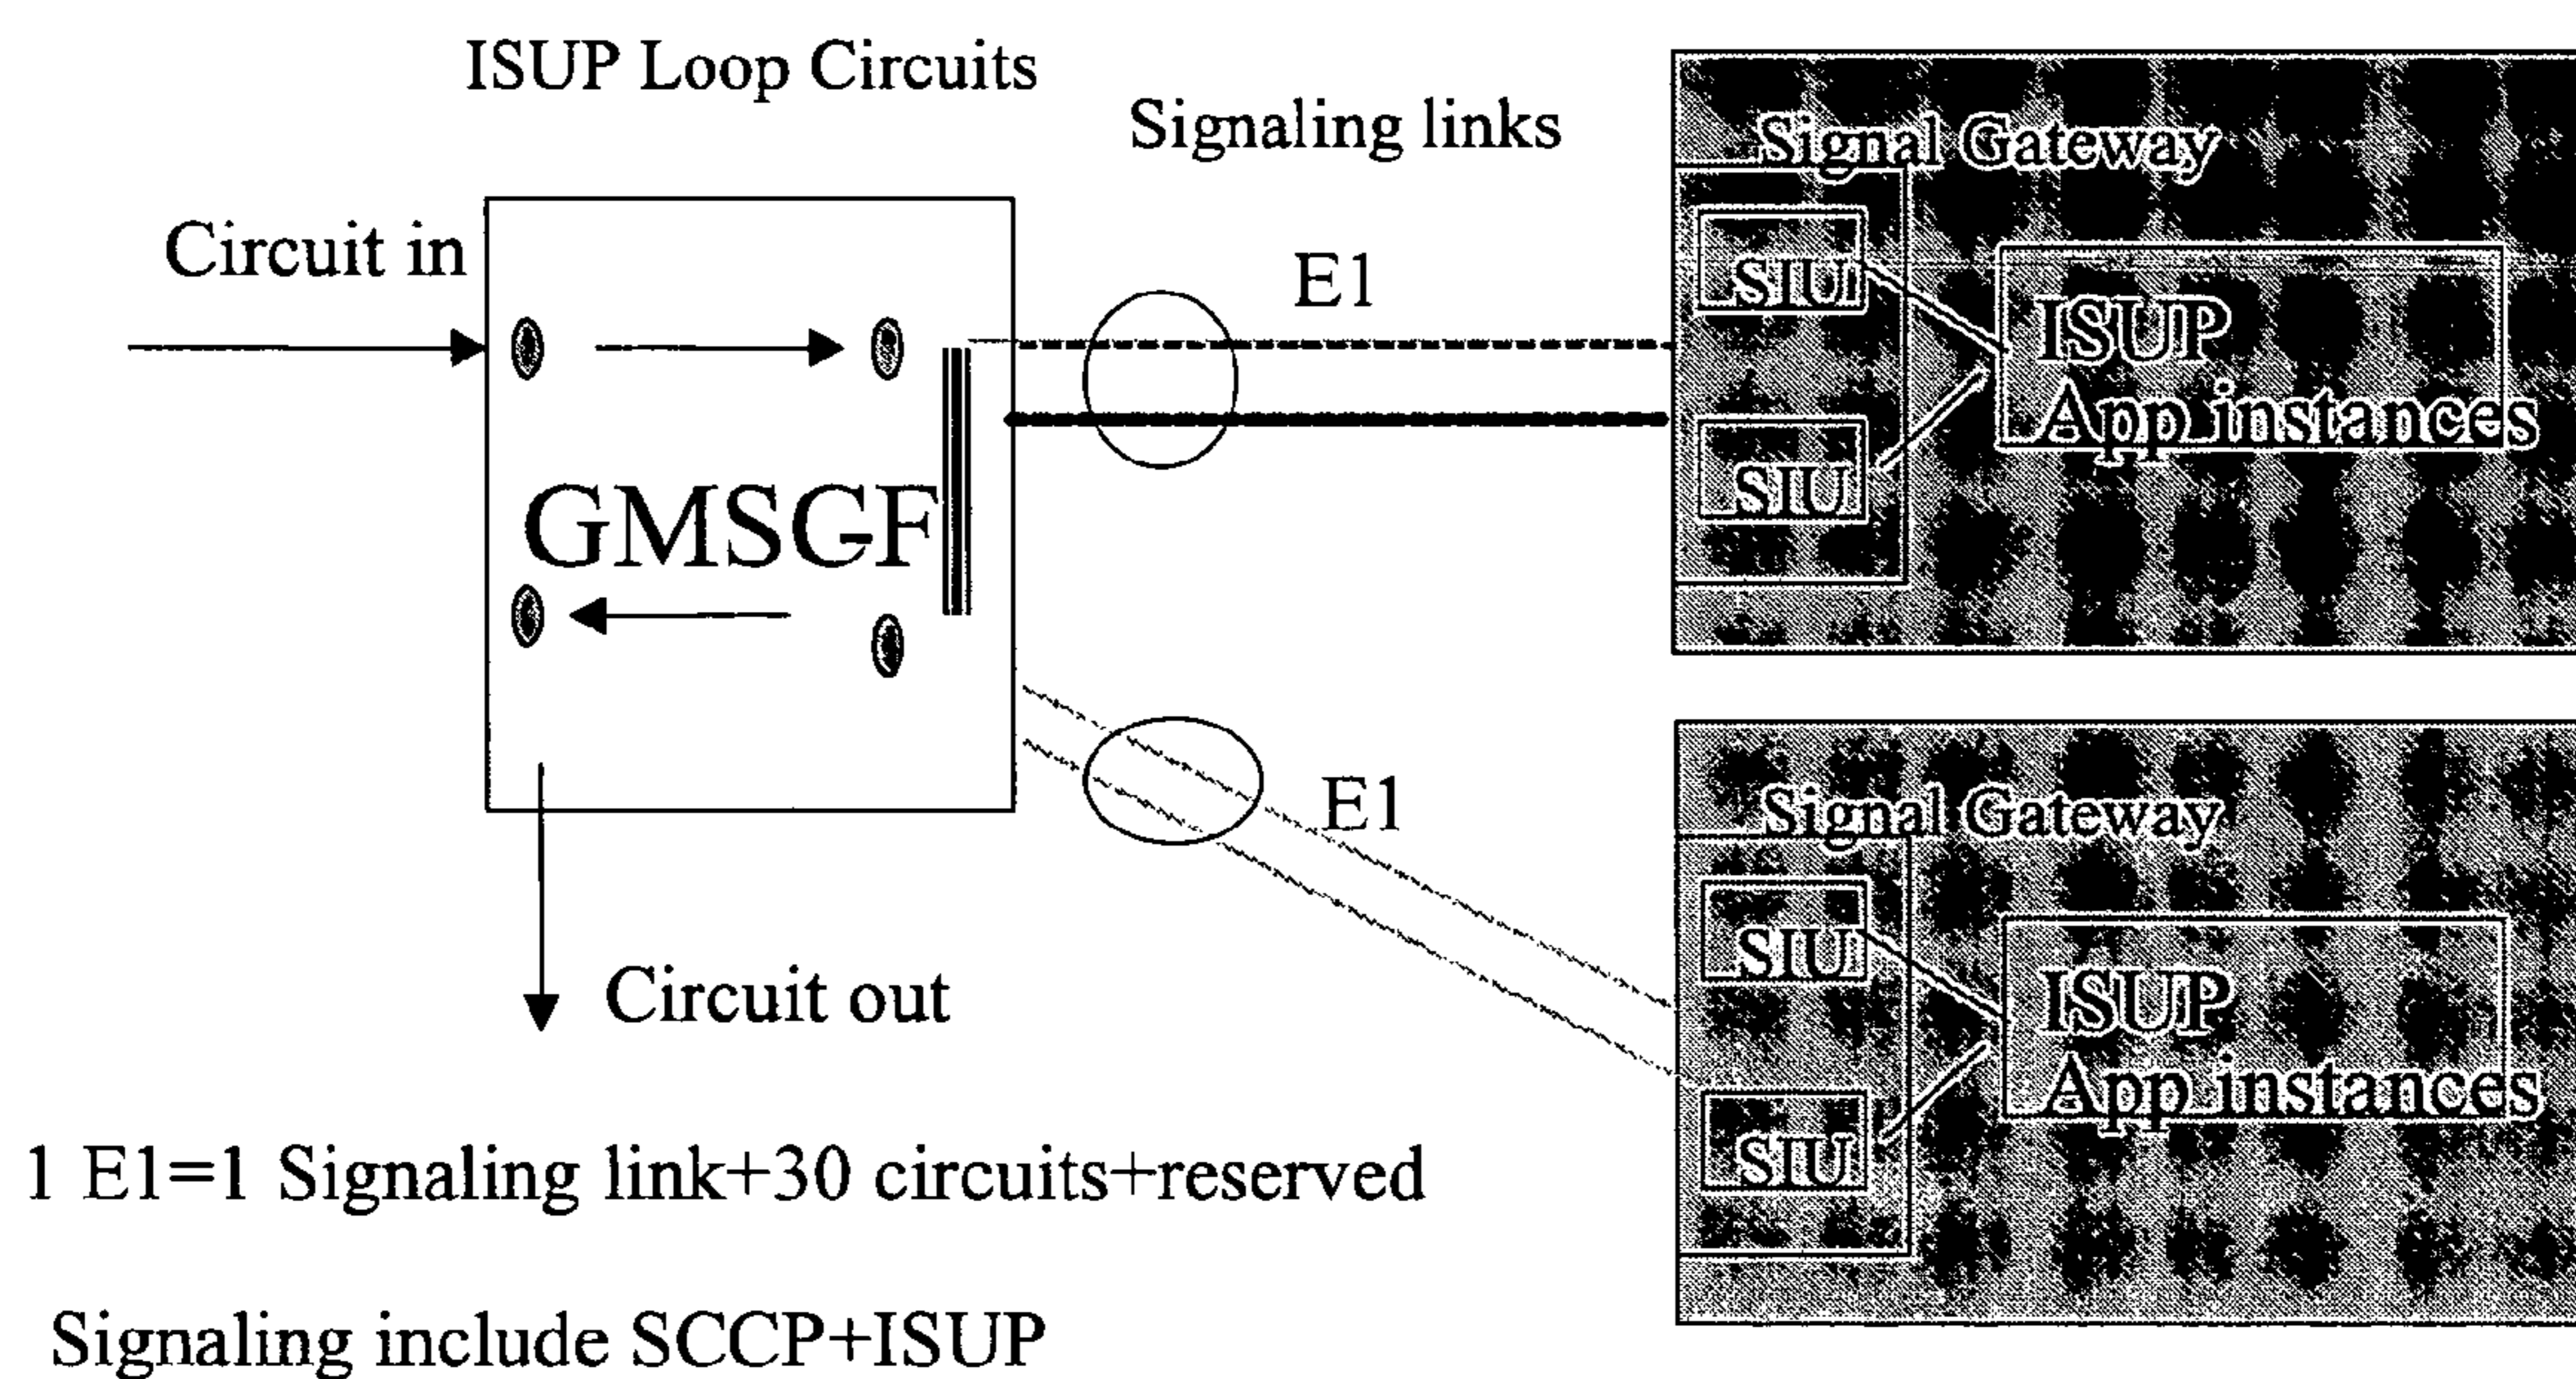 ISUP Loop Circuits
Signaling links
Signal Gateway
Circuit in
E1
SIU
ISUP
App instances
SIU
GMSC-F
E1
Signal Gateway
SIU
ISUP
App instances
SIU
Circuit out
1 E1=1 Signaling link+30 circuits+reserved
Signaling include SCCP+ISUP